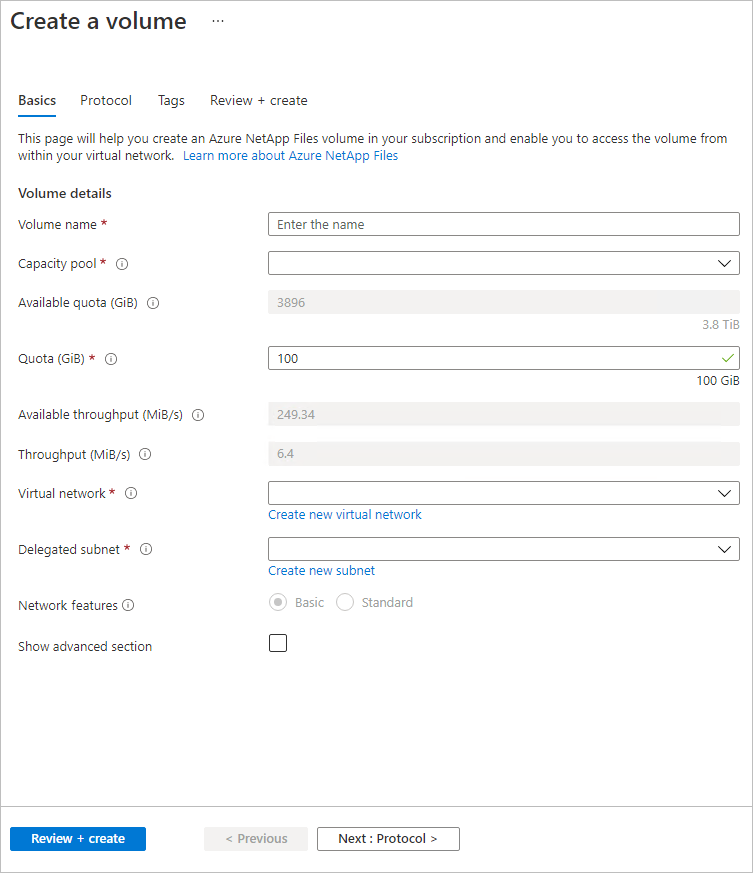 Create a volume ...
Basics Protocol Tags Review + create
This page will help you create an Azure NetApp Files volume in your subscription and enable you to access the volume from
within your virtual network. Learn more about Azure NetApp Files
Volume details
Volume name * Enter the name
Capacity pool *
Available quota (GiB) 3896
3.8 TiB
Quota (GiB) * 100
100 GiB
Available throughput (MiB/s) 249.34
Throughput (MiB/s) 6.4
Virtual network *
Create new virtual network
Delegated subnet *
Create new subnet
Network features Basic Standard
Show advanced section
Review + create < Previous Next : Protocol >